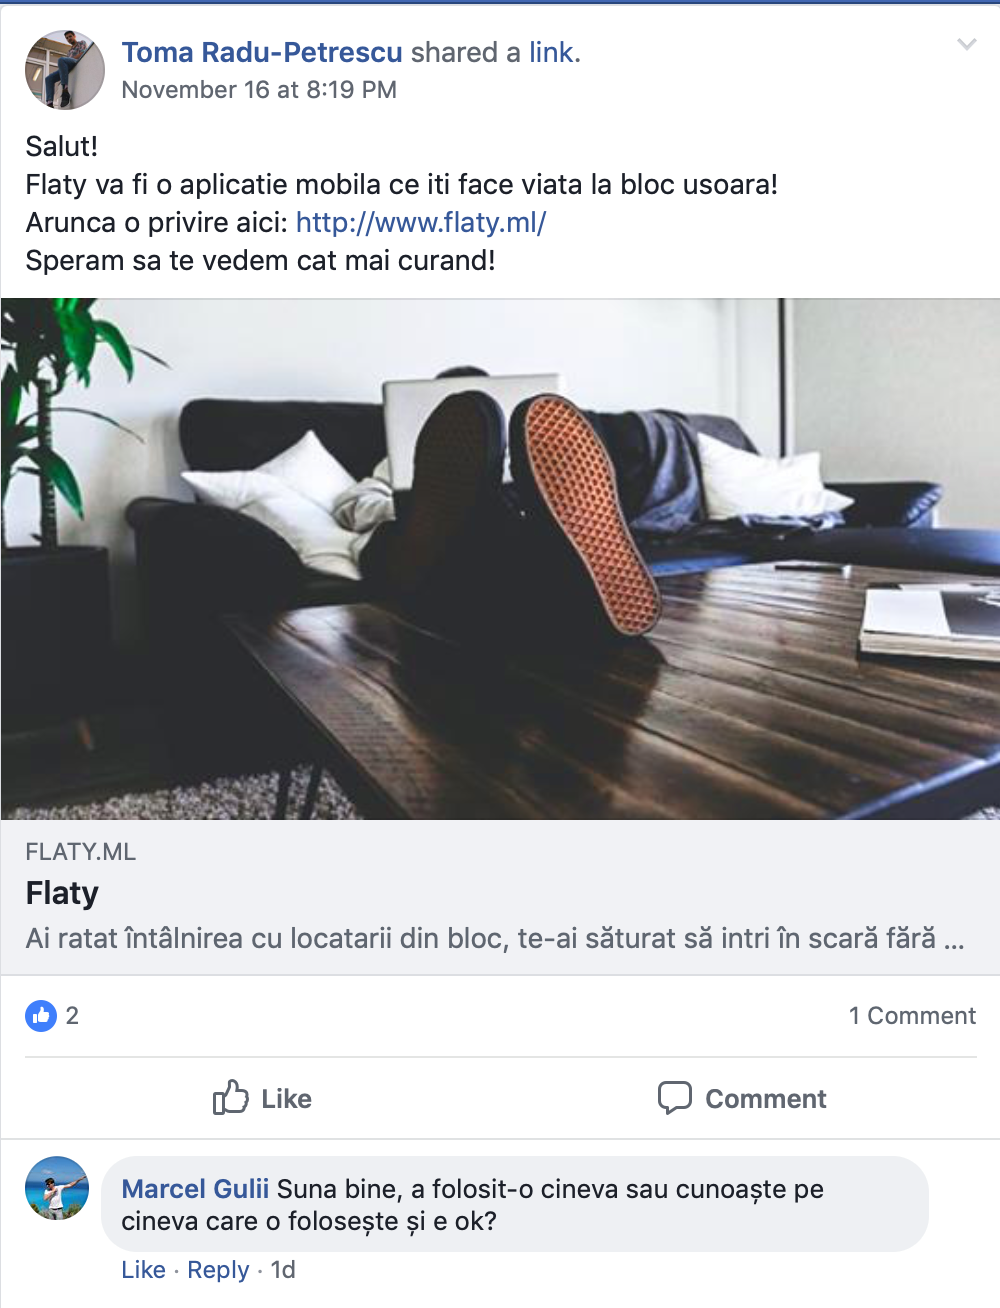 Toma Radu-Petrescu shared a link.
November 16 at 8:19 PM
Salut!
Flaty va fi o aplicatie mobila ce iti face viata la bloc usoara!
Arunca o privire aici: http://www.flaty.ml/
Speram sa te vedem cat mai curand!
FLATY.ML
Flaty
Ai ratat întâlnirea cu locatarii din bloc, te-ai săturat să intri în scară fără ...
2
1 Comment
Like
Comment
Marcel Gulii Suna bine, a folosit-o cineva sau cunoaște pe
cineva care o folosește și e ok?
Like · Reply · 1d